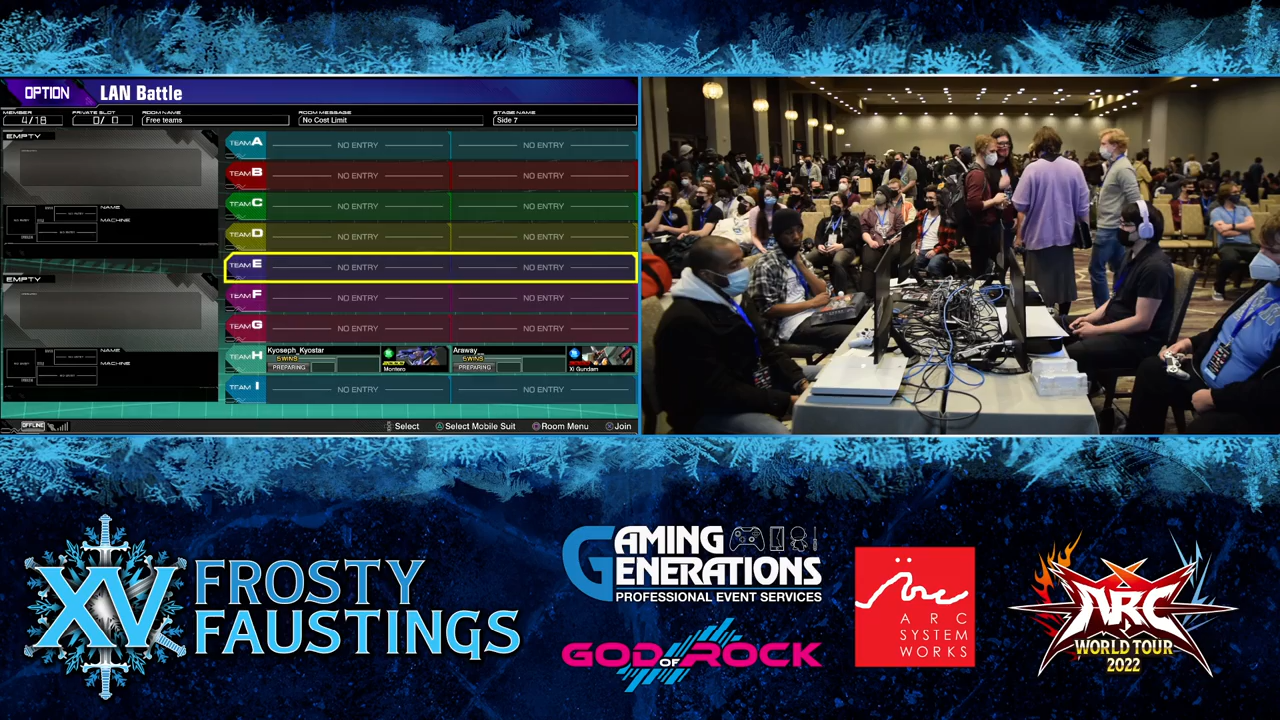 OPTION LAN Battle
MEMBER PRIVATE SLOT ROOM NAME ROOM MESSAGE STAGE NAME
4/18 0/ 0 Free teams No Cost Limit Side 7
EMPTY
NAME
MACHINE
EMPTY
NAME
MACHINE
TEAM A NO ENTRY NO ENTRY
TEAM B NO ENTRY NO ENTRY
TEAM C NO ENTRY NO ENTRY
TEAM D NO ENTRY NO ENTRY
TEAM E NO ENTRY NO ENTRY
TEAM F NO ENTRY NO ENTRY
TEAM G NO ENTRY NO ENTRY
TEAM H Kyoseph_Kyostar Araway__
6WINS 6WINS
PREPARING Montero PREPARING Xi Gundam
TEAM I NO ENTRY NO ENTRY
OFFLINE Select Select Mobile Suit Room Menu Join
XV FROSTY
FAUSTINGS
GAMING
GENERATIONS
PROFESSIONAL EVENT SERVICES
GOD OF ROCK
ARC
SYSTEM
WORKS
ARC
WORLD TOUR
2022